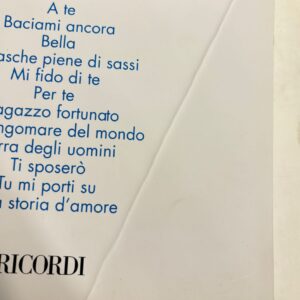 A te
Baciami ancora
Bella
asche piene di sassi
Mi fido di te
Per te
agazzo fortunato
ngomare del mondo
rra degli uomini
Ti sposerò
Tu mi porti su
a storia d'amore
RICORDI